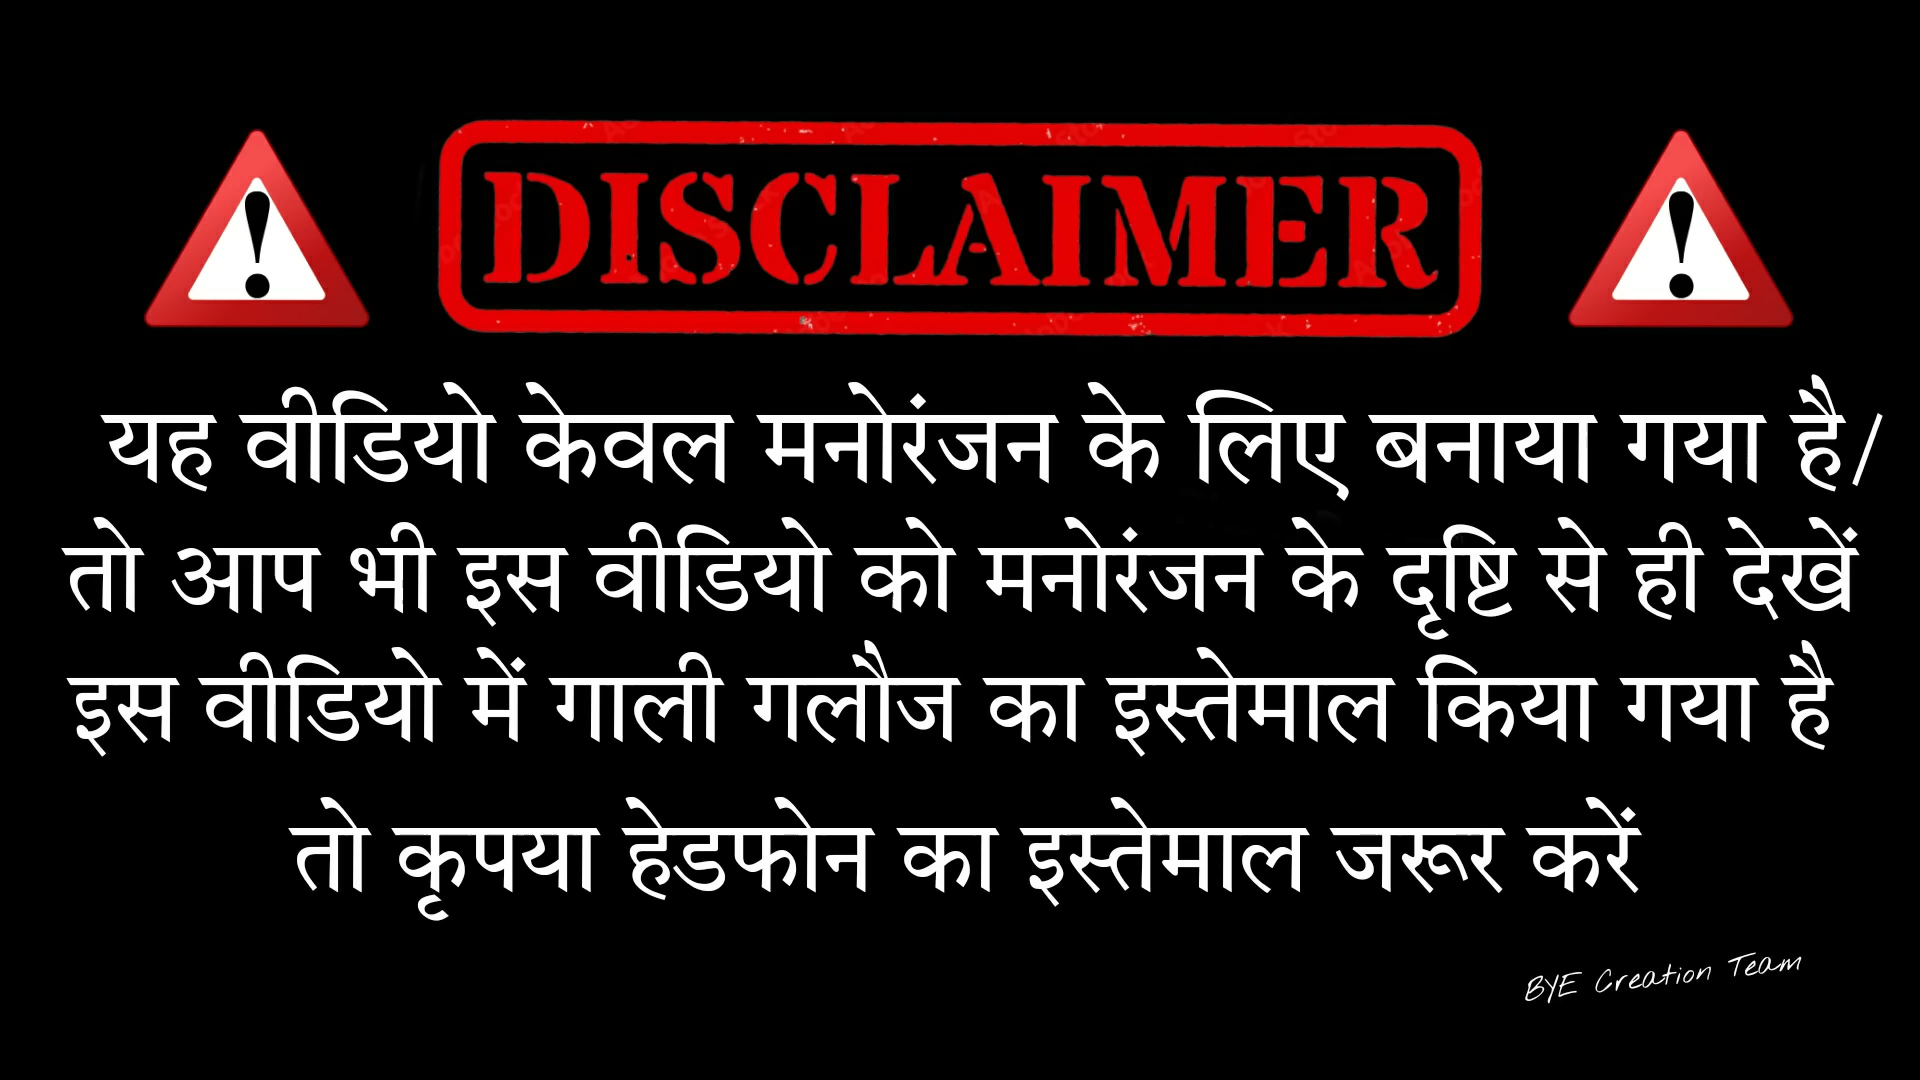 DISCLAIMER
यह वीडियो केवल मनोरंजन के लिए बनाया गया है/
तो आप भी इस वीडियो को मनोरंजन के दृष्टि से ही देखें
इस वीडियो में गाली गलौज का इस्तेमाल किया गया है
तो कृपया हेडफोन का इस्तेमाल जरूर करें
BYE Creation Team